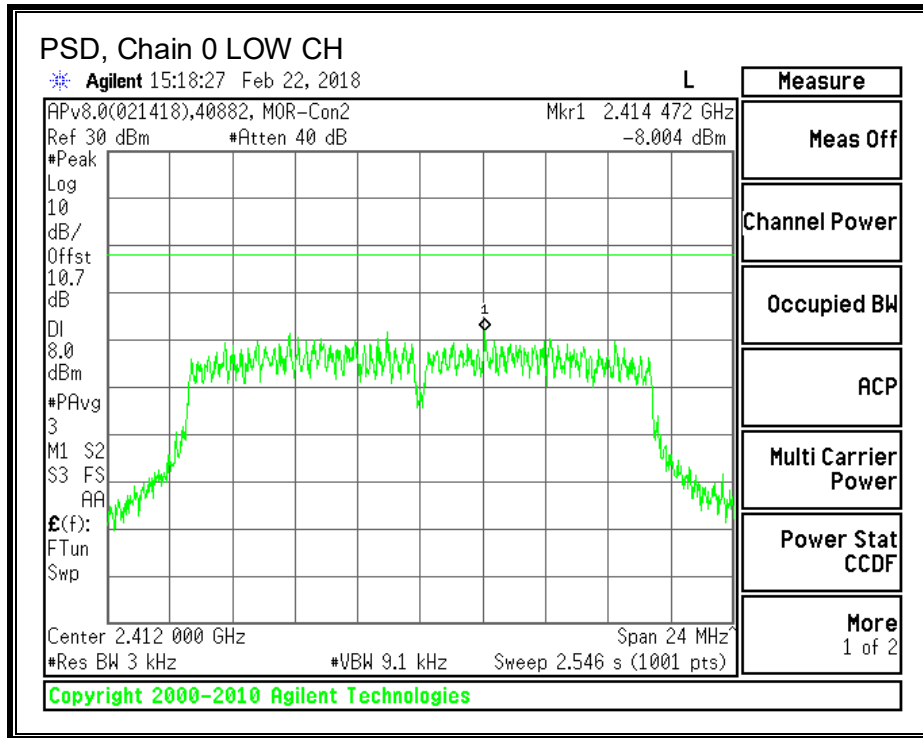 PSD, Chain 0 LOW CH
Agilent 15:18:27 Feb 22, 2018 L
APv8.0(021418),40882, MOR-Con2 Mkr1 2.414 472 GHz
Ref 30 dBm #Atten 40 dB -8.004 dBm
#Peak
Log
10
dB/
Offst
10.7
dB
DI
8.0
dBm
#PAvg
3
M1 S2
S3 FS
AA
£(f):
FTun
Swp
1
Center 2.412 000 GHz Span 24 MHz^
#Res BW 3 kHz #VBW 9.1 kHz Sweep 2.546 s (1001 pts)
Copyright 2000-2010 Agilent Technologies
Measure
Meas Off
Channel Power
Occupied BW
ACP
Multi Carrier
Power
Power Stat
CCDF
More
1 of 2